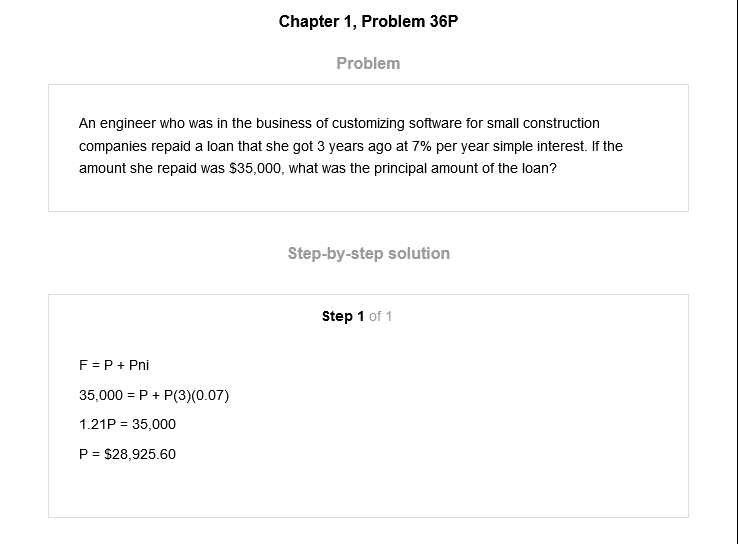 Chapter 1, Problem 36P
Problem
An engineer who was in the business of customizing software for small construction
companies repaid a loan that she got 3 years ago at 7% per year simple interest. If the
amount she repaid was $35,000, what was the principal amount of the loan?
Step-by-step solution
Step 1 of 1
F = P + Pni
35,000 = P + P(3)(0.07)
1.21P = 35,000
P = $28,925.60